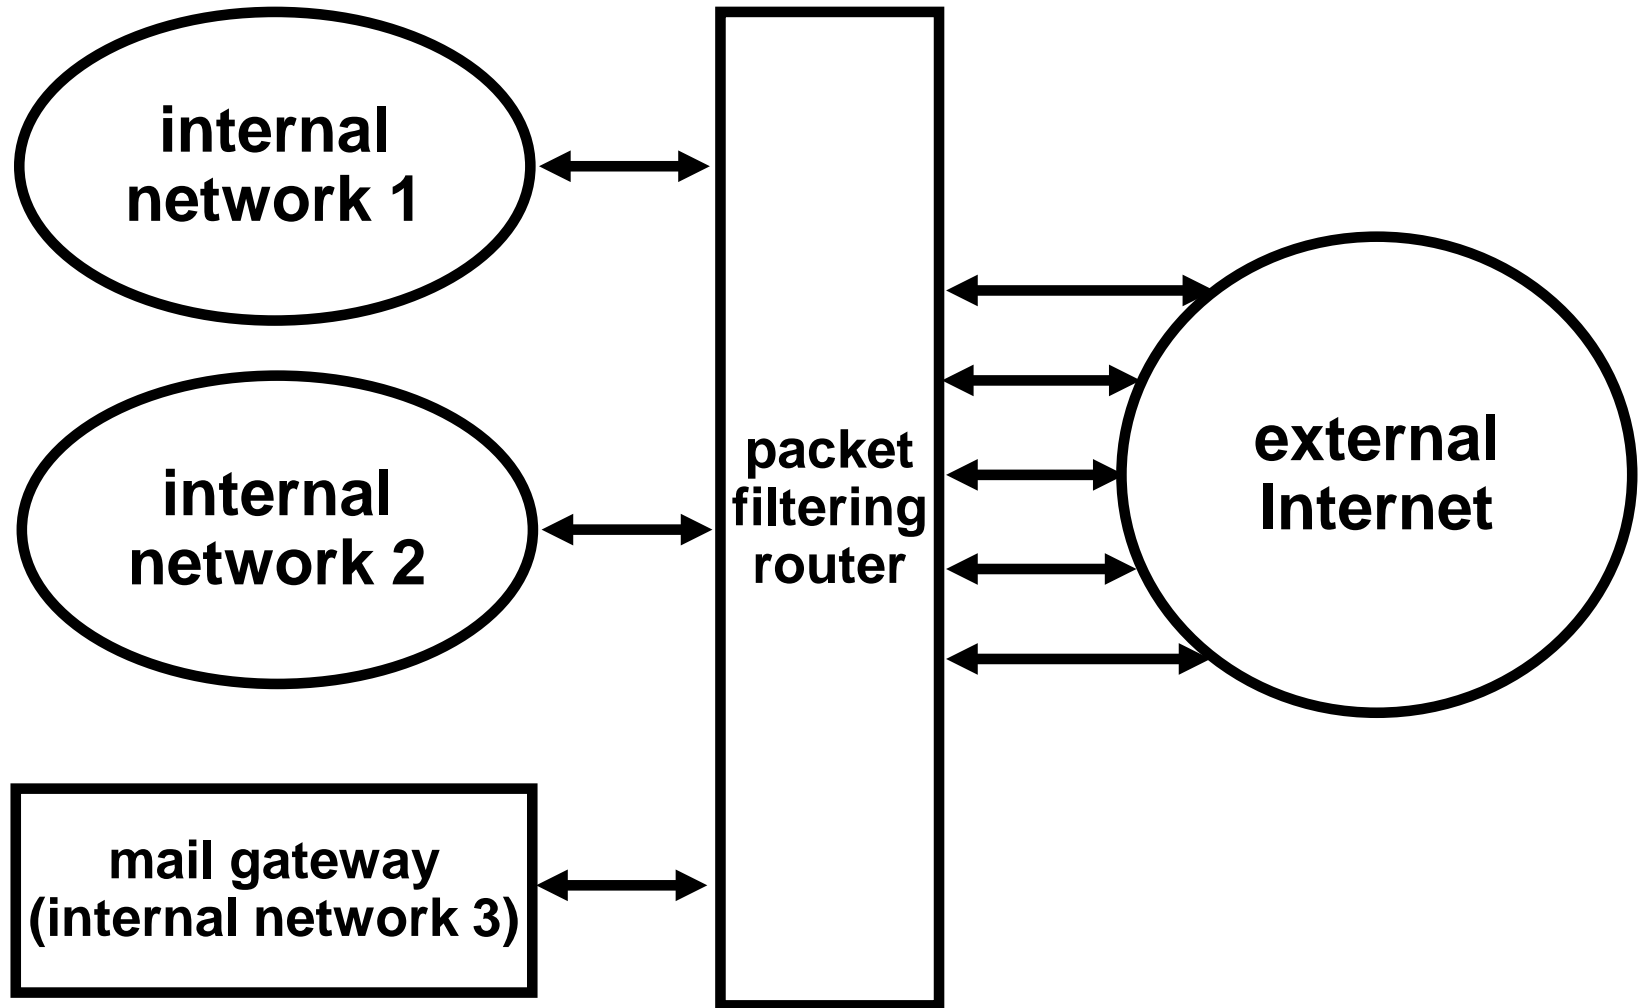 internal
network 1
internal
network 2
mail gateway
(internal network 3)
packet
filtering
router
external
Internet